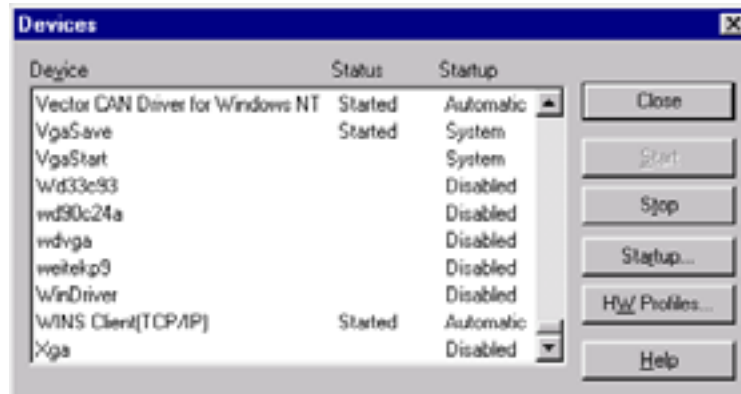 Devices
Device Status Startup
Vector CAN Driver for Windows NT Started Automatic
VgaSave Started System
VgaStart System
Wd33c93 Disabled
wd90c24a Disabled
wdvga Disabled
weitekp9 Disabled
WinDriver Disabled
WINS Client(TCP/IP) Started Automatic
Xga Disabled
Close
Start
Stop
Startup...
HW Profiles...
Help